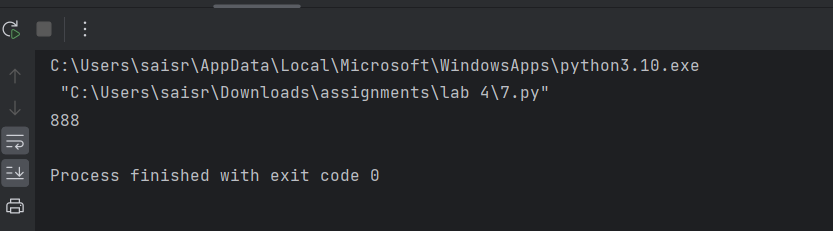 C:\Users\saisr\AppData\Local\Microsoft\WindowsApps\python3.10.exe
"C:\Users\saisr\Downloads\assignments\lab 4\7.py"
888
Process finished with exit code 0